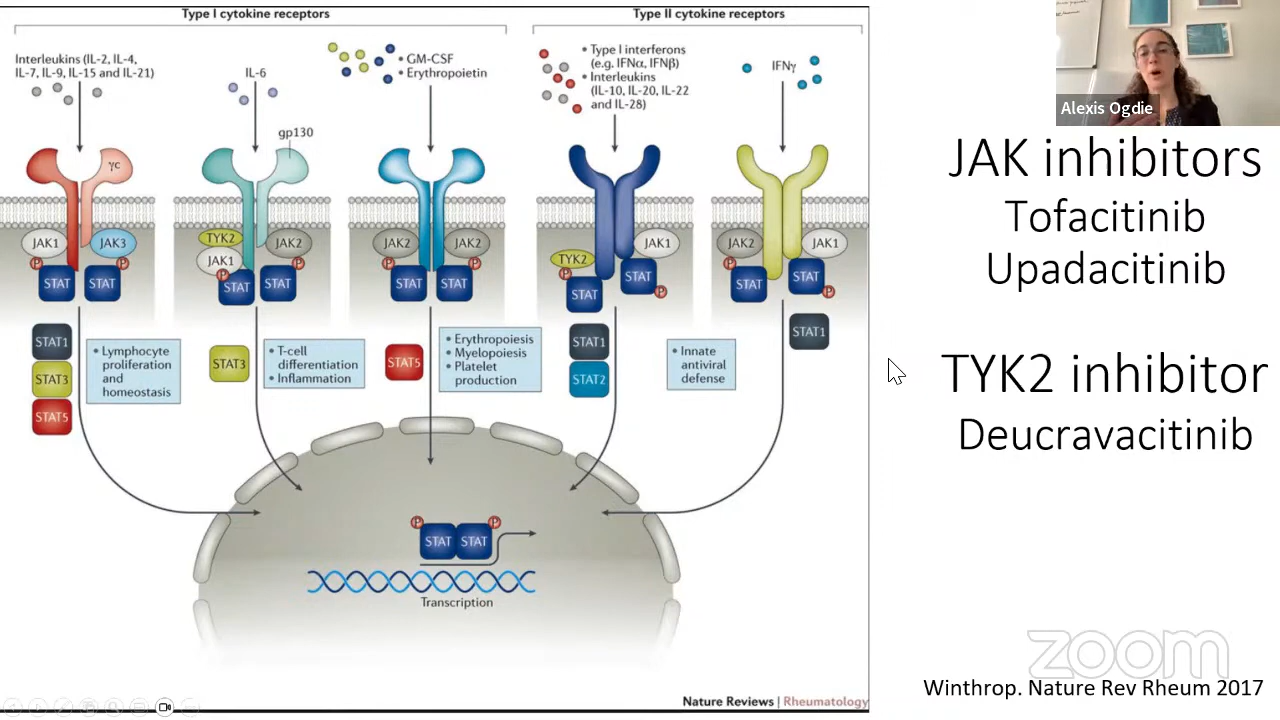 Type I cytokine receptors
Type II cytokine receptors
Interleukins (IL-2, IL-4,
IL-7, IL-9, IL-15 and IL-21)
IL-6
• GM-CSF
• Erythropoietin
• Type I interferons
(e.g. IFNα, IFNβ)
• Interleukins
(IL-10, IL-20, IL-22
and IL-28)
IFNγ
γc
gp130
JAK1
JAK3
P
P
STAT
STAT
TYK2
JAK1
JAK2
P
P
STAT
STAT
JAK2
JAK2
P
P
STAT
STAT
TYK2
JAK1
P
P
STAT
STAT
JAK2
JAK1
P
P
STAT
STAT
STAT1
STAT3
STAT5
• Lymphocyte
proliferation
and
homeostasis
STAT3
• T-cell
differentiation
• Inflammation
STAT5
• Erythropoiesis
• Myelopoiesis
• Platelet
production
STAT1
STAT2
• Innate
antiviral
defense
STAT1
P
P
STAT
STAT
Transcription
Nature Reviews | Rheumatology
Alexis Ogdie
JAK inhibitors
Tofacitinib
Upadacitinib
TYK2 inhibitor
Deucravacitinib
zoom
Winthrop. Nature Rev Rheum 2017